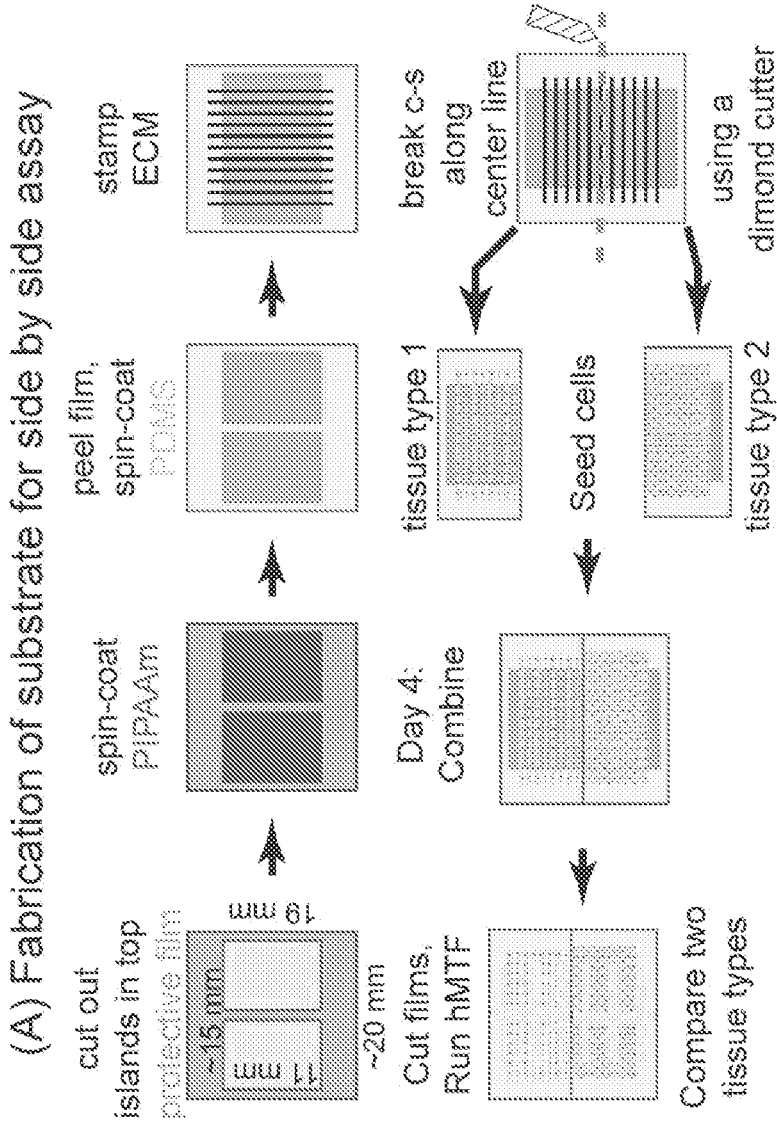 (A) Fabrication of substrate for side by side assay
cut out
islands in top
protective film
~15 mm
11
mm
19 mm
~20 mm
spin-coat
PIPAAm
peel film,
spin-coat
PDMS
stamp
ECM
break c-s
along
center line
using a
dimond cutter
tissue type 1
Seed cells
tissue type 2
Day 4:
Combine
Cut films,
Run hMTF
Compare two
tissue types